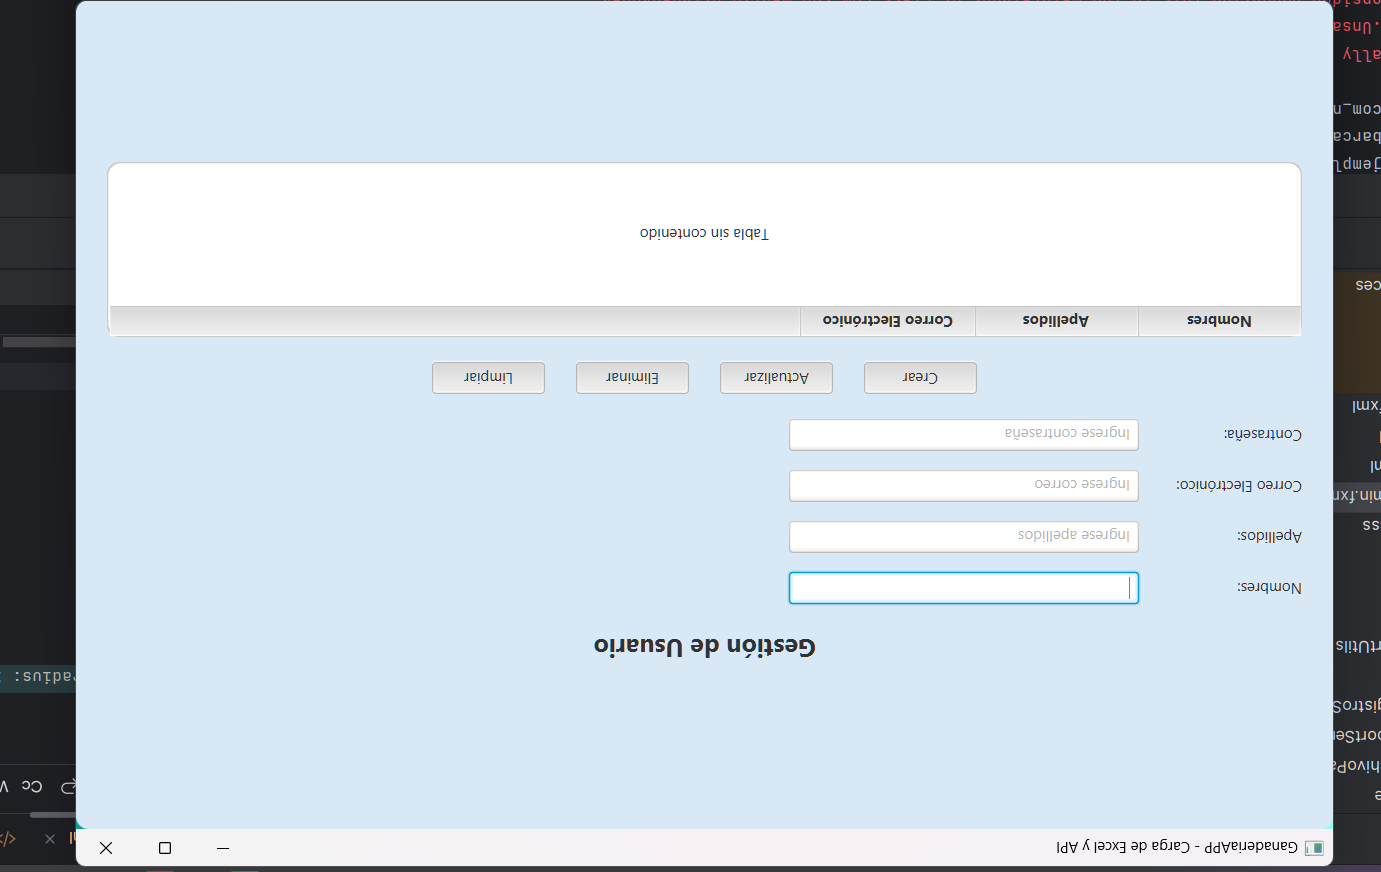 GanaderiaAPP - Carga de Excel y API
Gestión de Usuario
Nombres:
Apellidos:
Ingrese apellidos
Correo Electrónico:
Ingrese correo
Contraseña:
Ingrese contraseña
Crear
Actualizar
Eliminar
Limpiar
Nombres
Apellidos
Correo Electrónico
Tabla sin contenido
Cc